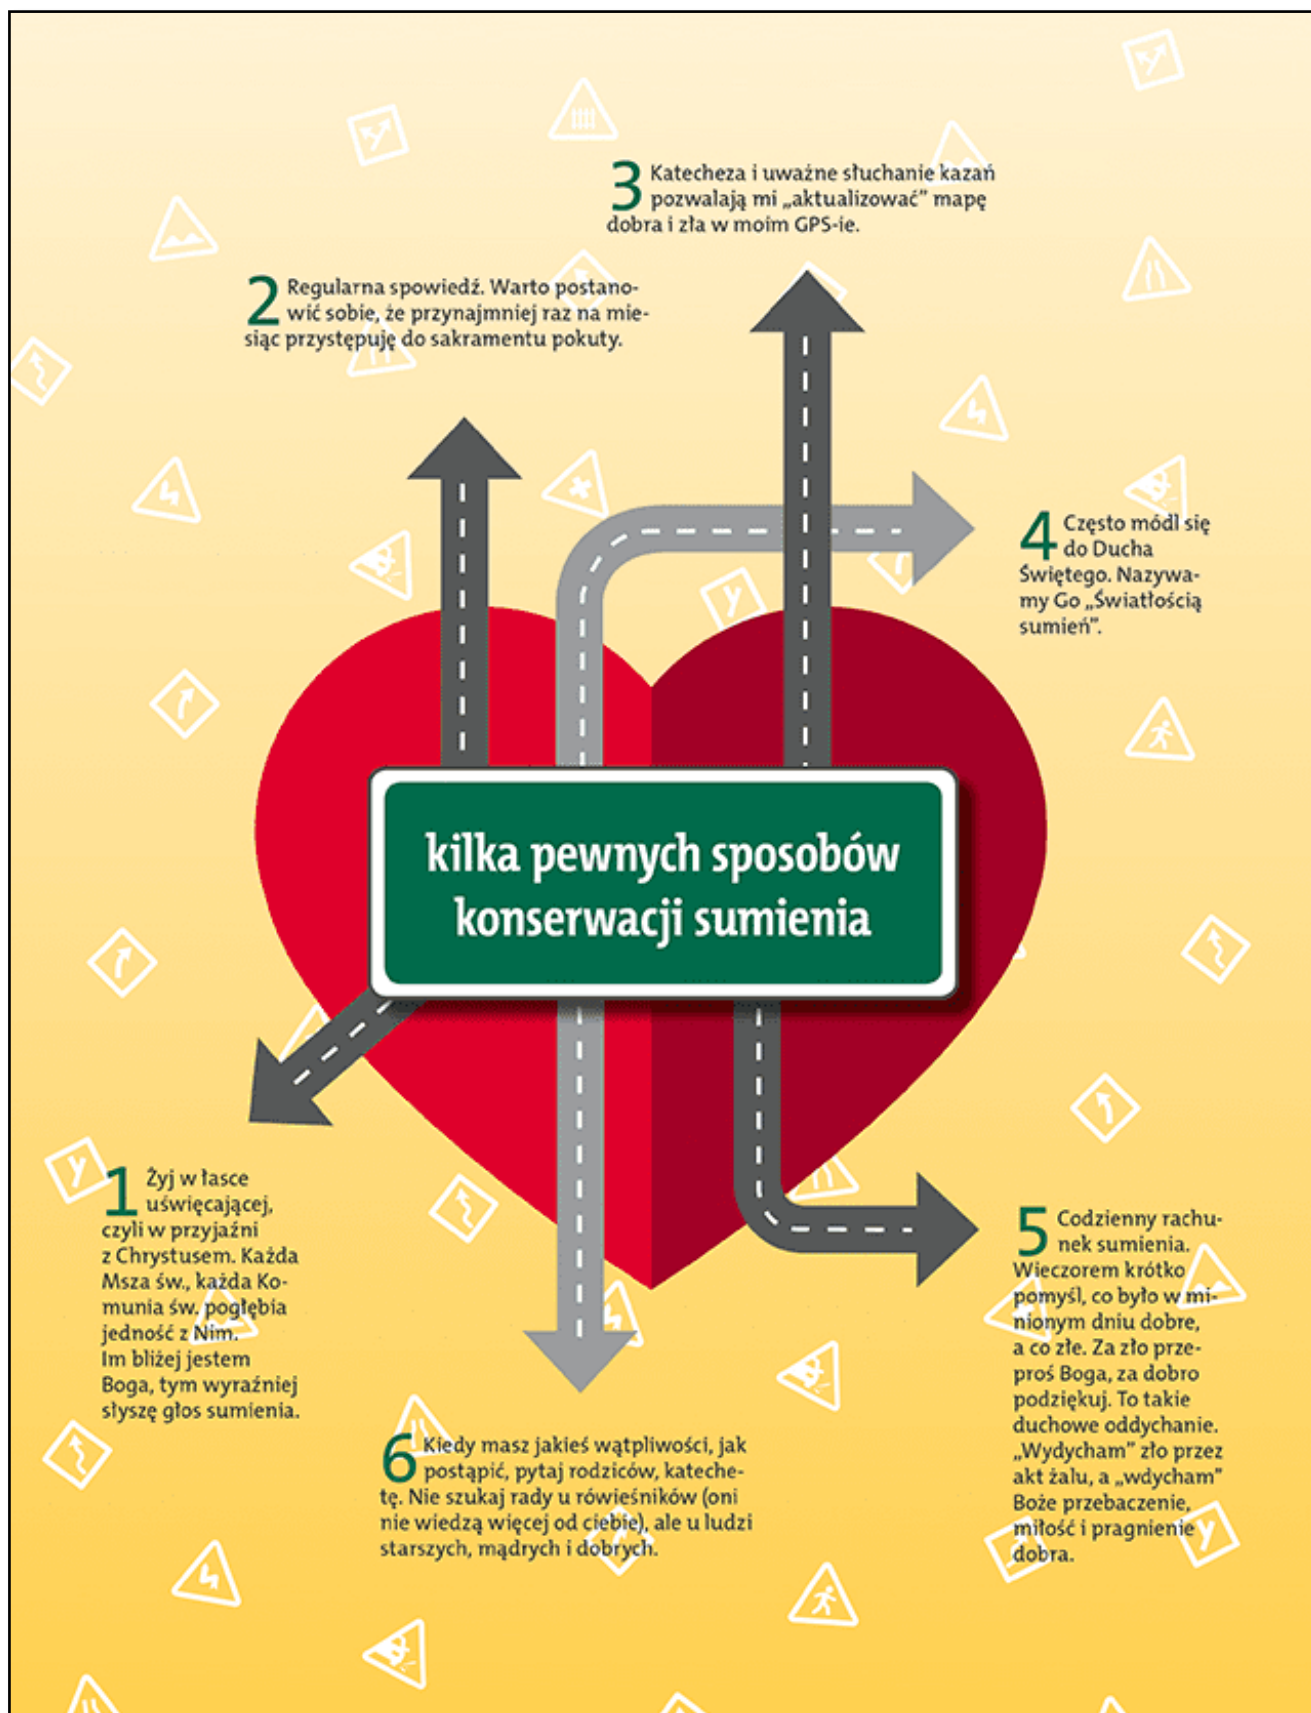 3 Katecheza i uważne słuchanie kazań
pozwalają mi „aktualizować” mapę
dobra i zła w moim GPS-ie.
2 Regularna spowiedź. Warto postano-
wić sobie, że przynajmniej raz na mie-
siąc przystępuję do sakramentu pokuty.
4 Często módl się
do Ducha
Świętego. Nazywa-
my Go „Światłością
sumień”.
kilka pewnych sposobów
konserwacji sumienia
1 Żyj w łasce
uświęcającej,
czyli w przyjaźni
z Chrystusem. Każda
Msza św., każda Ko-
munia św. pogłębia
jedność z Nim.
Im bliżej jestem
Boga, tym wyraźniej
słyszę głos sumienia.
5 Codzienny rachu-
nek sumienia.
Wieczorem krótko
pomyśl, co było w mi-
nionym dniu dobre,
a co złe. Za zło prze-
proś Boga, za dobro
podziękuj. To takie
duchowe oddychanie.
„Wydycham” zło przez
akt żalu, a „wdycham”
Boże przebaczenie,
miłość i pragnienie
dobra.
6 Kiedy masz jakieś wątpliwości, jak
postąpić, pytaj rodziców, kateche-
tę. Nie szukaj rady u rówieśników (oni
nie wiedzą więcej od ciebie), ale u ludzi
starszych, mądrych i dobrych.